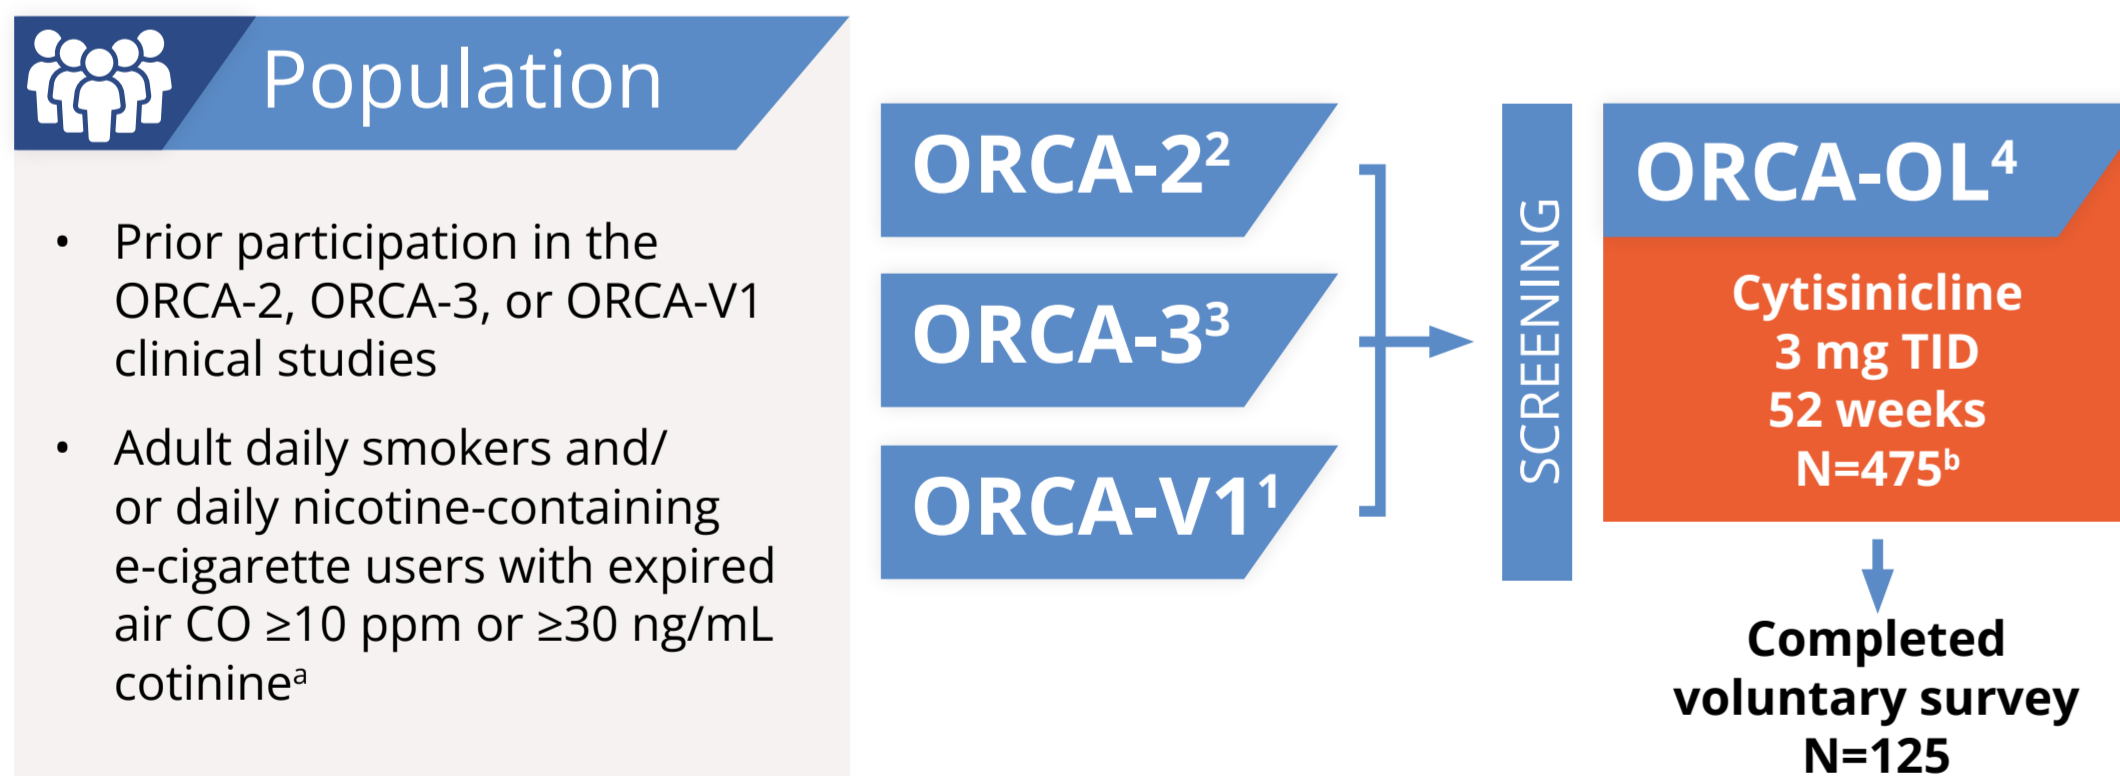 Population
• Prior participation in the
ORCA-2, ORCA-3, or ORCA-V1
clinical studies
• Adult daily smokers and/
or daily nicotine-containing
e-cigarette users with expired
air CO ≥10 ppm or ≥30 ng/mL
cotinineᵃ
ORCA-2²
ORCA-3³
ORCA-V1¹
SCREENING
ORCA-OL⁴
Cytisinicline
3 mg TID
52 weeks
N=475ᵇ
Completed
voluntary survey
N=125